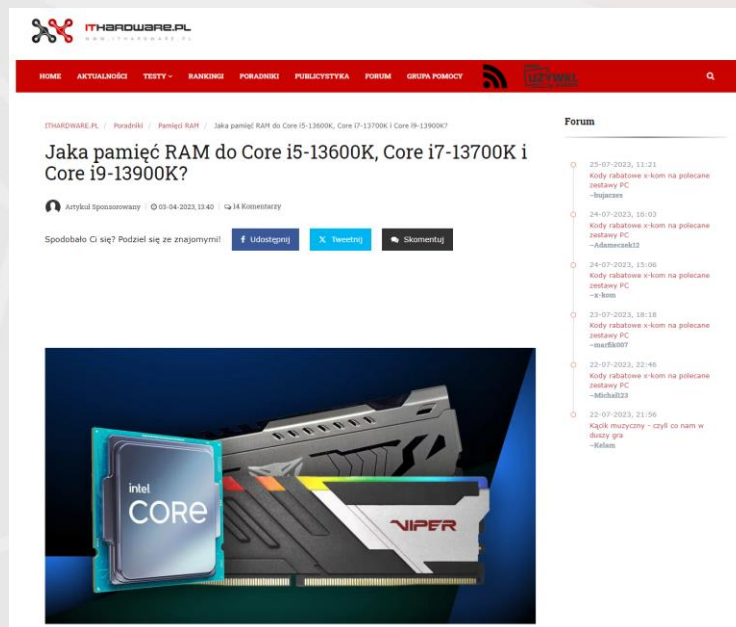 ITHARDWARE.PL
WWW.ITHARDWARE.PL
HOME AKTUALNOŚCI TESTY RANKINGI PORADNIKI PUBLICYSTYKA FORUM GRUPA POMOCY
ITHARDWARE.PL / Poradniki / Pamięci RAM / Jaka pamięć RAM do Core i5-13600K, Core i7-13700K i Core i9-13900K?
Jaka pamięć RAM do Core i5-13600K, Core i7-13700K i
Core i9-13900K?
Artykuł Sponsorowany 03-04-2023, 13:40 14 Komentarzy
Spodobało Ci się? Podziel się ze znajomymi! Udostępnij Tweetnij Skomentuj
intel
CORE
VIPER
Forum
25-07-2023, 11:21
Kody rabatowe x-kom na polecane
zestawy PC
~bujaczes
24-07-2023, 16:03
Kody rabatowe x-kom na polecane
zestawy PC
~Adameczek12
24-07-2023, 15:06
Kody rabatowe x-kom na polecane
zestawy PC
~x-kom
23-07-2023, 18:18
Kody rabatowe x-kom na polecane
zestawy PC
~marfik007
22-07-2023, 22:46
Kody rabatowe x-kom na polecane
zestawy PC
~Michail23
22-07-2023, 21:56
Kącik muzyczny - czyli co nam w
duszy gra
~Kelam